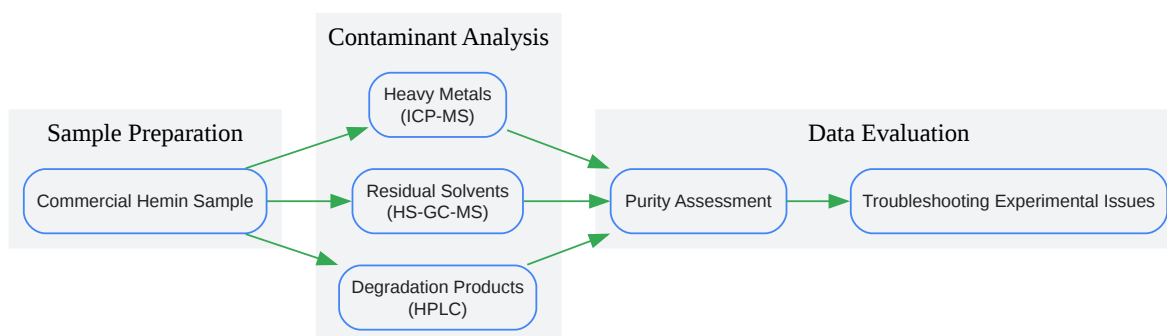 Sample Preparation
Commercial Hemin Sample
Contaminant Analysis
Heavy Metals
(ICP-MS)
Residual Solvents
(HS-GC-MS)
Degradation Products
(HPLC)
Data Evaluation
Purity Assessment
Troubleshooting Experimental Issues